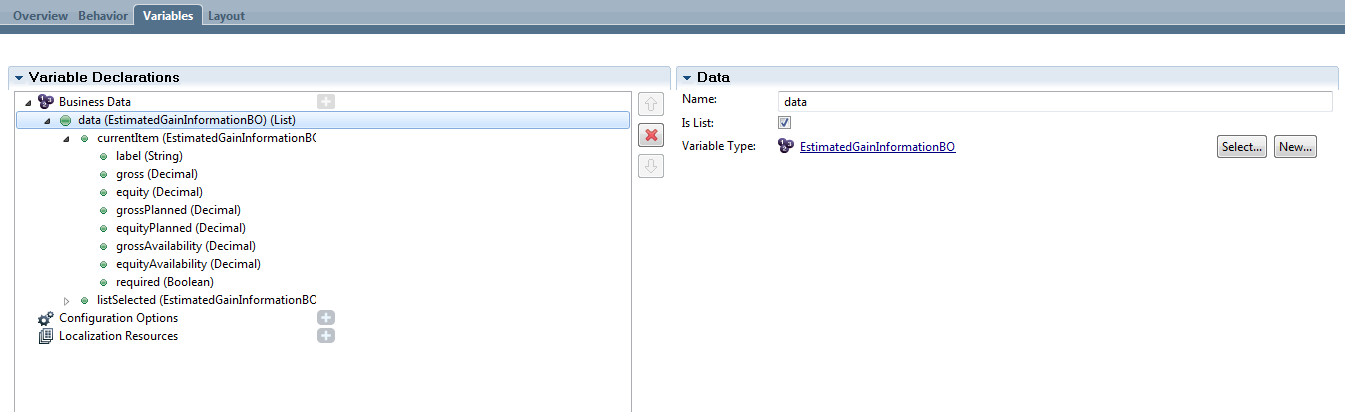 Overview Behavior Variables Layout
Variable Declarations
Business Data
data (EstimatedGainInformationBO) (List)
currentItem (EstimatedGainInformationBC
label (String)
gross (Decimal)
equity (Decimal)
grossPlanned (Decimal)
equityPlanned (Decimal)
grossAvailability (Decimal)
equityAvailability (Decimal)
required (Boolean)
listSelected (EstimatedGainInformationBC
Configuration Options
Localization Resources
Data
Name: data
Is List:
Variable Type: EstimatedGainInformationBO Select... New...